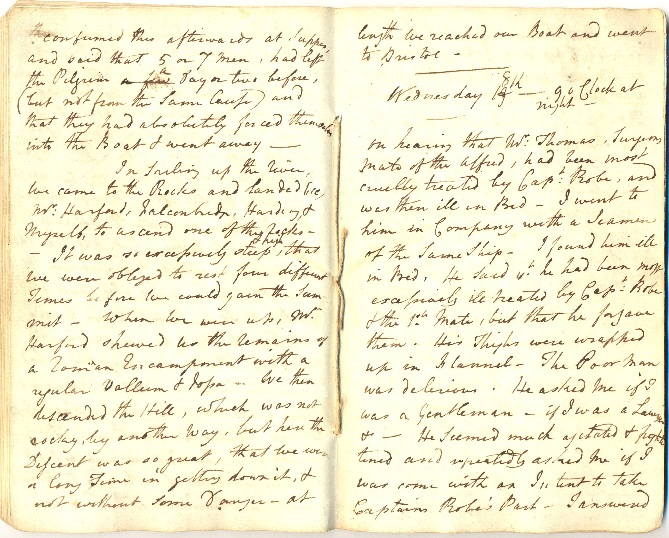 confirmed this afterwards at Supper,
and said that 5 or 7 men, had left
the Pilgrim a Day or two before,
(but not from the Same Cause) and
that they had absolutely forced themselves
into the Boat & went away —
In Sailing up the River,
we came to the Rocks and landed (ie)
Mr. Harford, Falconbridge, Hardey &
Myself, to ascend one of the
— It was so excessively steep, & high that
we were obliged to rest four different
Times before we could gain the Sum-
mit — When we were up, Mr.
Harford shewed us the remains of
a Roman Encampment with a
regular Vallum & Fossa — We then
descended the Hill, which was not
rocky by another Way, but here the
Descent was so great, that we were
a long Time in getting down it, &
not without Some Danger — at
length we reached our Boat and went
to Bristol —
Wednesday 18th — 9 o Clock at
night —
On hearing that Mr. Thomas, Surgeons
Mate of the Alfred, had been most
cruelly treated by Capt. Robe, and
was then ill in Bed — I went to
him in Company with a Seaman
of the Same Ship — I found him ill
in Bed. He said yt. he had been most
excessively ill treated by Capt. Robe
& the 1st. Mate, but that he forgave
them. His Thighs were wrapped
up in Flannel — The Poor Man
was delirious. He asked me if I
was a Gentleman — if I was a Lawyer
& — He Seemed much agitated & frigh
tened and repeatedly asked me if I
was come with an Intent to take
Captains Robe's Part — I answered